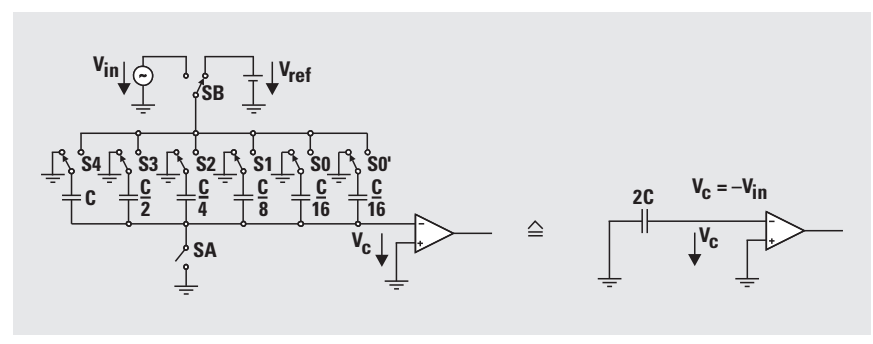 Vin
Vref
~
SB
S4 S3 S2 S1 S0 S0'
C
C/2
C/4
C/8
C/16
C/16
SA
Vc
−
+
≙
2C
Vc = −Vin
Vc
−
+